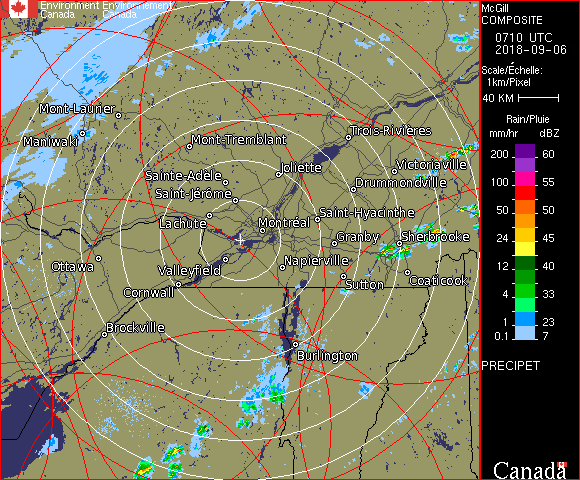 Environment Environnement
Canada Canada
McGill
COMPOSITE
0710 UTC
2018-09-06
Scale/Échelle:
1km/Pixel
40 KM
Rain/Pluie
mm/hr dBZ
200 60
150 57
100 55
50 50
24 45
12 40
4 33
1 23
0.1 7
PRECIPET
Canada
Mont-Laurier
Maniwaki
Mont-Tremblant
Trois-Rivières
Joliette
Victoriaville
Sainte-Adèle
Drummondville
Saint-Jérôme
Saint-Hyacinthe
Lachute
Montréal
Granby
Sherbrooke
Ottawa
Valleyfield
Napierville
Coaticook
Cornwall
Sutton
Brockville
Burlington